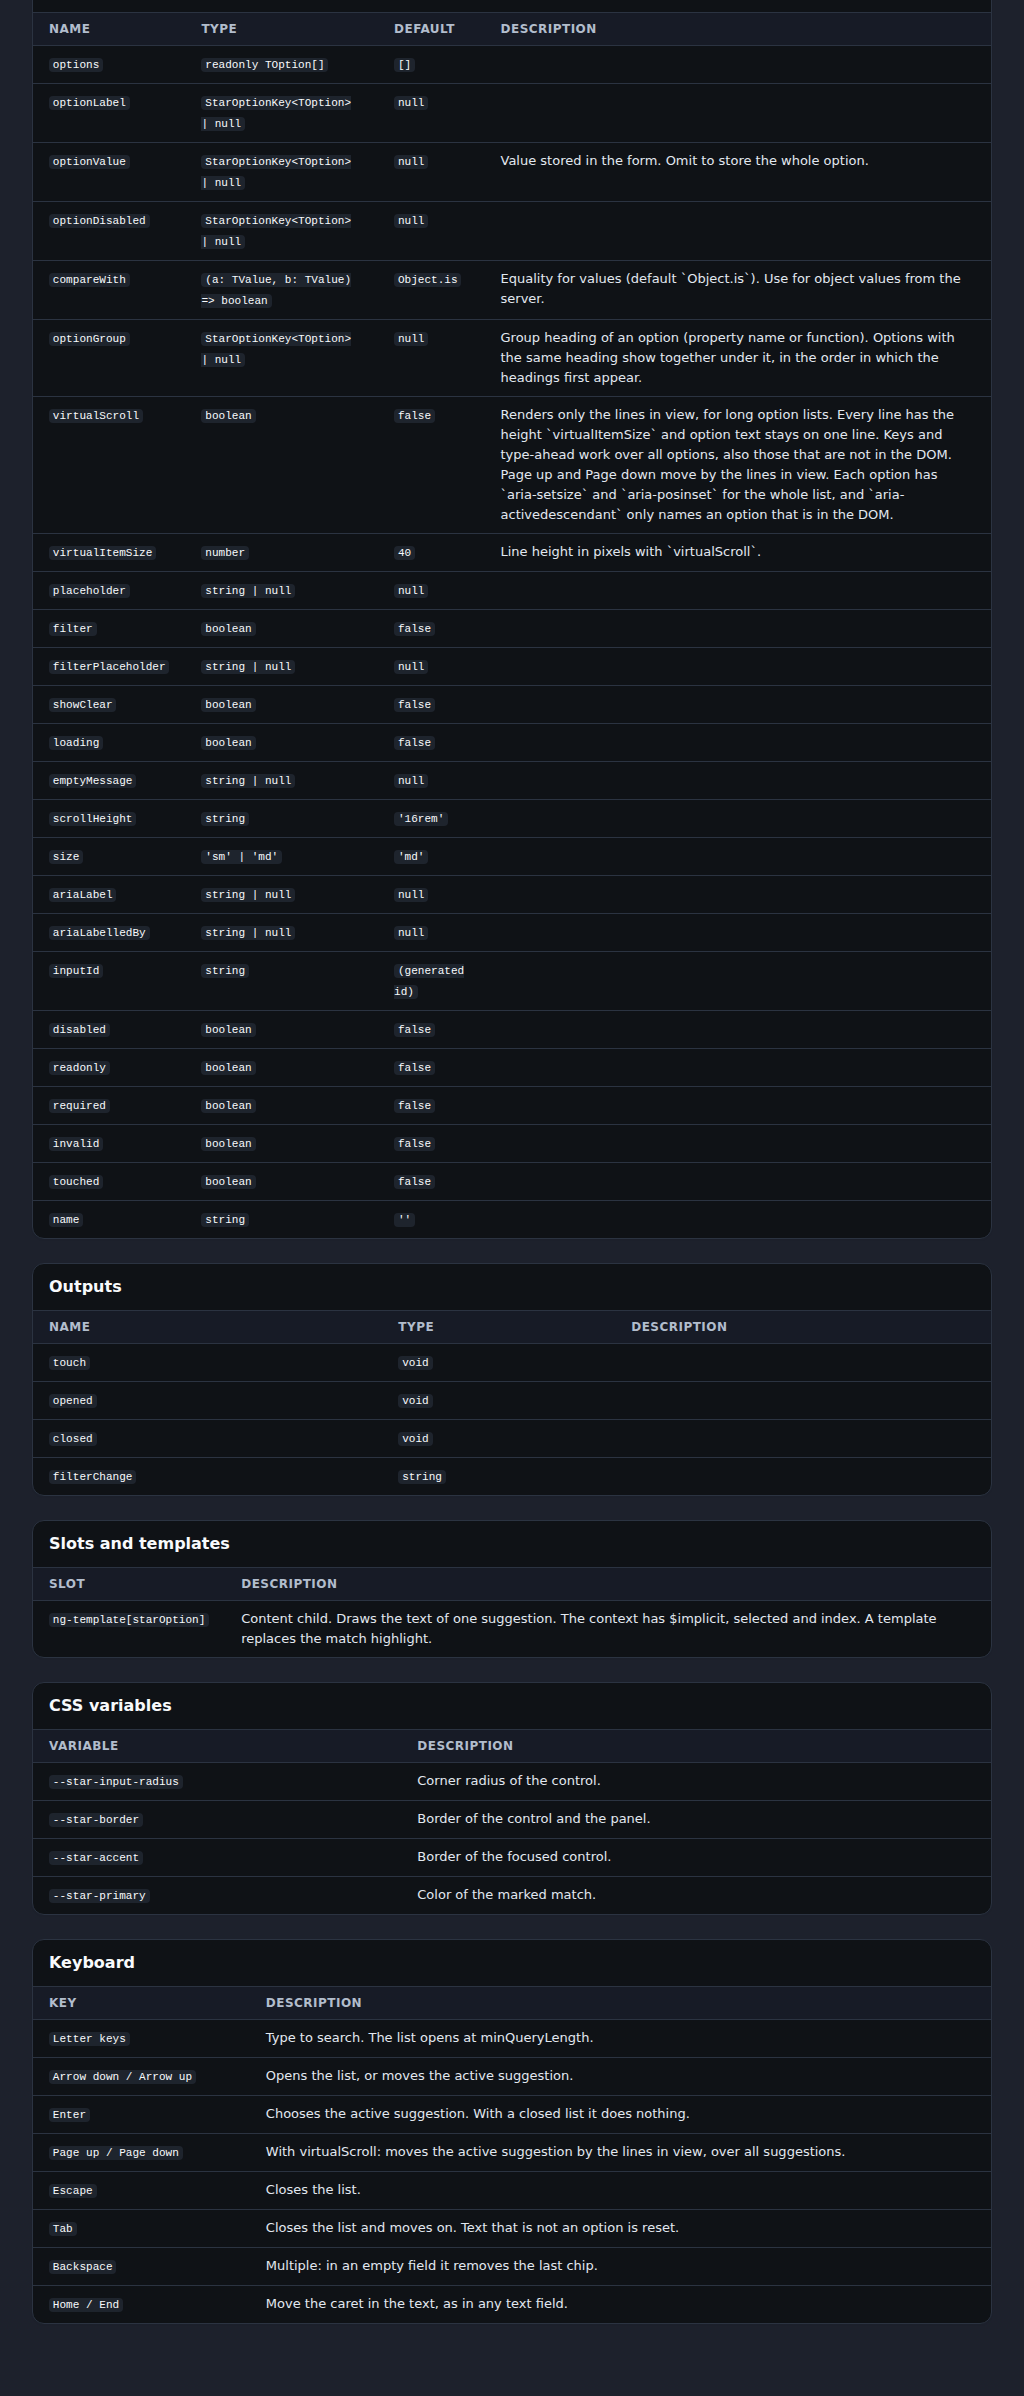 NAME TYPE DEFAULT DESCRIPTION
options readonly TOption[] []
optionLabel StarOptionKey<TOption> null
| null
optionValue StarOptionKey<TOption> null Value stored in the form. Omit to store the whole option.
| null
optionDisabled StarOptionKey<TOption> null
| null
compareWith (a: TValue, b: TValue) Object.is Equality for values (default `Object.is`). Use for object values from the
=> boolean server.
optionGroup StarOptionKey<TOption> null Group heading of an option (property name or function). Options with
| null the same heading show together under it, in the order in which the
headings first appear.
virtualScroll boolean false Renders only the lines in view, for long option lists. Every line has the
height `virtualItemSize` and option text stays on one line. Keys and
type-ahead work over all options, also those that are not in the DOM.
Page up and Page down move by the lines in view. Each option has
`aria-setsize` and `aria-posinset` for the whole list, and `aria-
activedescendant` only names an option that is in the DOM.
virtualItemSize number 40 Line height in pixels with `virtualScroll`.
placeholder string | null null
filter boolean false
filterPlaceholder string | null null
showClear boolean false
loading boolean false
emptyMessage string | null null
scrollHeight string '16rem'
size 'sm' | 'md' 'md'
ariaLabel string | null null
ariaLabelledBy string | null null
inputId string (generated
id)
disabled boolean false
readonly boolean false
required boolean false
invalid boolean false
touched boolean false
name string ''
Outputs
NAME TYPE DESCRIPTION
touch void
opened void
closed void
filterChange string
Slots and templates
SLOT DESCRIPTION
ng-template[starOption] Content child. Draws the text of one suggestion. The context has $implicit, selected and index. A template
replaces the match highlight.
CSS variables
VARIABLE DESCRIPTION
--star-input-radius Corner radius of the control.
--star-border Border of the control and the panel.
--star-accent Border of the focused control.
--star-primary Color of the marked match.
Keyboard
KEY DESCRIPTION
Letter keys Type to search. The list opens at minQueryLength.
Arrow down / Arrow up Opens the list, or moves the active suggestion.
Enter Chooses the active suggestion. With a closed list it does nothing.
Page up / Page down With virtualScroll: moves the active suggestion by the lines in view, over all suggestions.
Escape Closes the list.
Tab Closes the list and moves on. Text that is not an option is reset.
Backspace Multiple: in an empty field it removes the last chip.
Home / End Move the caret in the text, as in any text field.